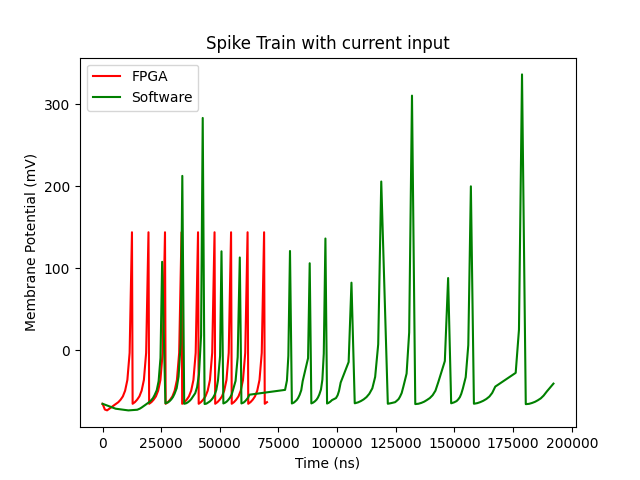 Spike Train with current input
FPGA
Software
Membrane Potential (mV)
300
200
100
0
0 25000 50000 75000 100000 125000 150000 175000 200000
Time (ns)